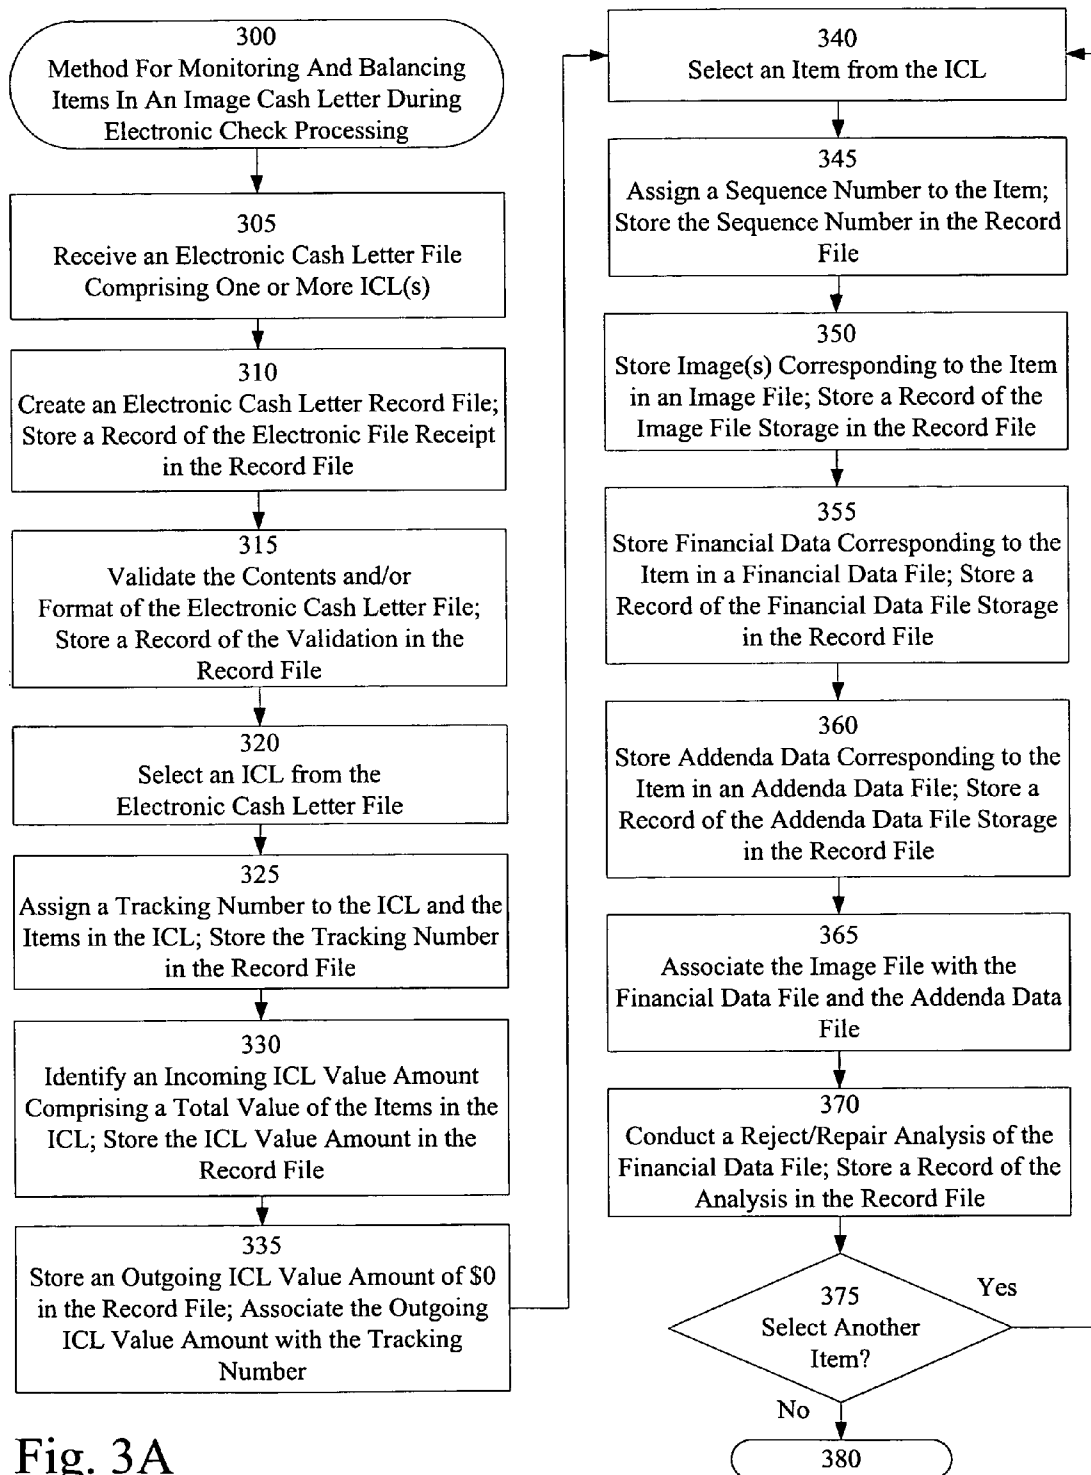 300
Method For Monitoring And Balancing
Items In An Image Cash Letter During
Electronic Check Processing
305
Receive an Electronic Cash Letter File
Comprising One or More ICL(s)
310
Create an Electronic Cash Letter Record File;
Store a Record of the Electronic File Receipt
in the Record File
315
Validate the Contents and/or
Format of the Electronic Cash Letter File;
Store a Record of the Validation in the
Record File
320
Select an ICL from the
Electronic Cash Letter File
325
Assign a Tracking Number to the ICL and the
Items in the ICL; Store the Tracking Number
in the Record File
330
Identify an Incoming ICL Value Amount
Comprising a Total Value of the Items in the
ICL; Store the ICL Value Amount in the
Record File
335
Store an Outgoing ICL Value Amount of $0
in the Record File; Associate the Outgoing
ICL Value Amount with the Tracking
Number
340
Select an Item from the ICL
345
Assign a Sequence Number to the Item;
Store the Sequence Number in the Record
File
350
Store Image(s) Corresponding to the Item
in an Image File; Store a Record of the
Image File Storage in the Record File
355
Store Financial Data Corresponding to the
Item in a Financial Data File; Store a
Record of the Financial Data File Storage
in the Record File
360
Store Addenda Data Corresponding to the
Item in an Addenda Data File; Store a
Record of the Addenda Data File Storage
in the Record File
365
Associate the Image File with the
Financial Data File and the Addenda Data
File
370
Conduct a Reject/Repair Analysis of the
Financial Data File; Store a Record of the
Analysis in the Record File
375
Select Another
Item?
Yes
No
380
Fig. 3A